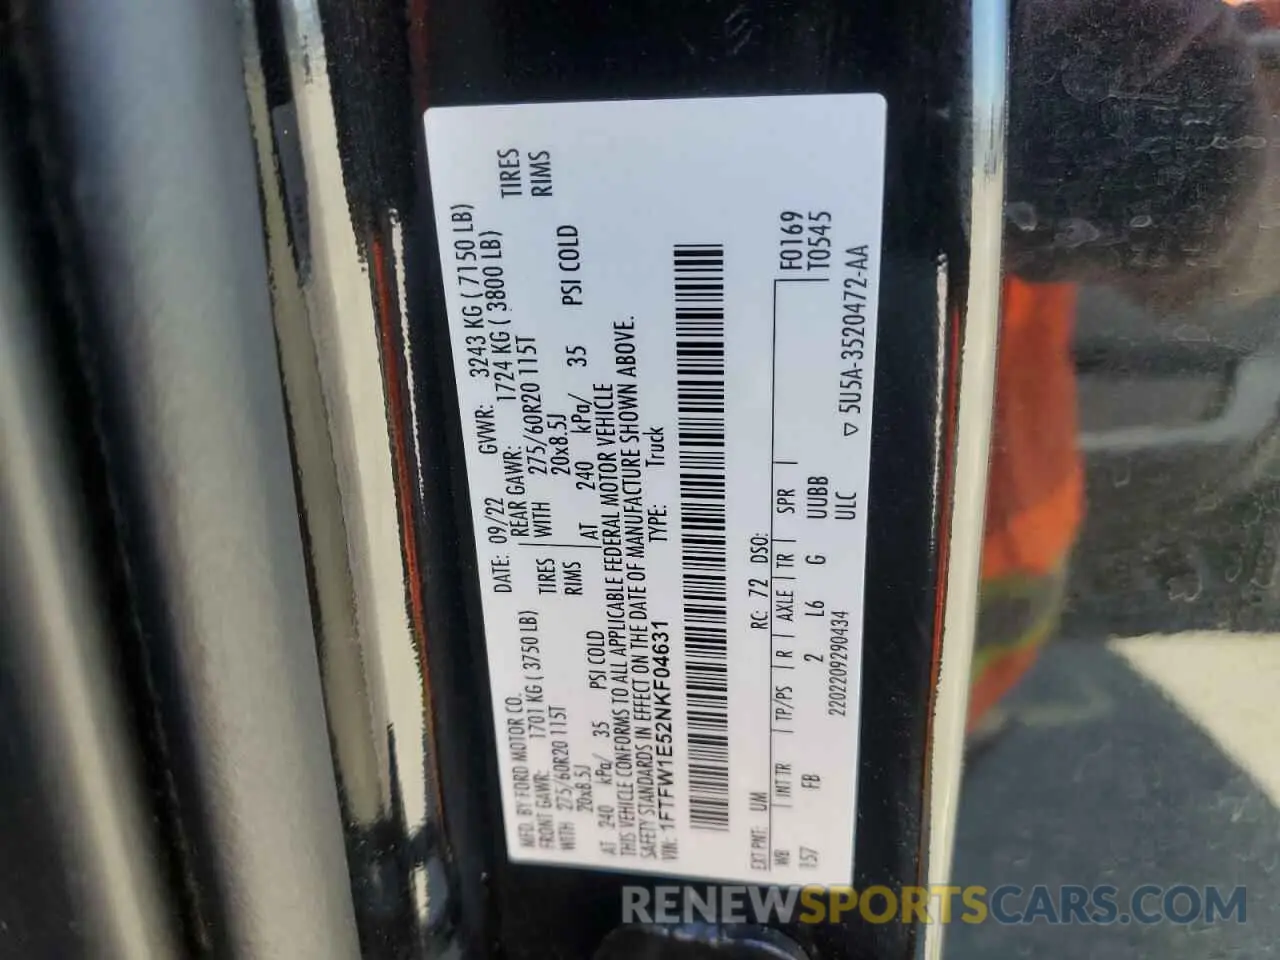 MFD. BY FORD MOTOR CO.
DATE: 09/22 GVWR: 3243 KG ( 7150 LB)
FRONT GAWR: 1701 KG ( 3750 LB) REAR GAWR: 1724 KG ( 3800 LB)
WITH 275/60R20 115T TIRES WITH 275/60R20 115T TIRES
20x8.5J RIMS 20x8.5J RIMS
AT 240 kPa/ 35 PSI COLD AT 240 kPa/ 35 PSI COLD
THIS VEHICLE CONFORMS TO ALL APPLICABLE FEDERAL MOTOR VEHICLE
SAFETY STANDARDS IN EFFECT ON THE DATE OF MANUFACTURE SHOWN ABOVE.
VIN: 1FTFW1E52NKF04631 TYPE: Truck
F0169
T0545
EXT PNT: UM RC: 72 DSO:
WB INT TR TP/PS R AXLE TR SPR
157 FB 2 L6 G UUBB
2202209290434 ULC
▽ 5U5A-3520472-AA
RENEWSPORTSCARS.COM